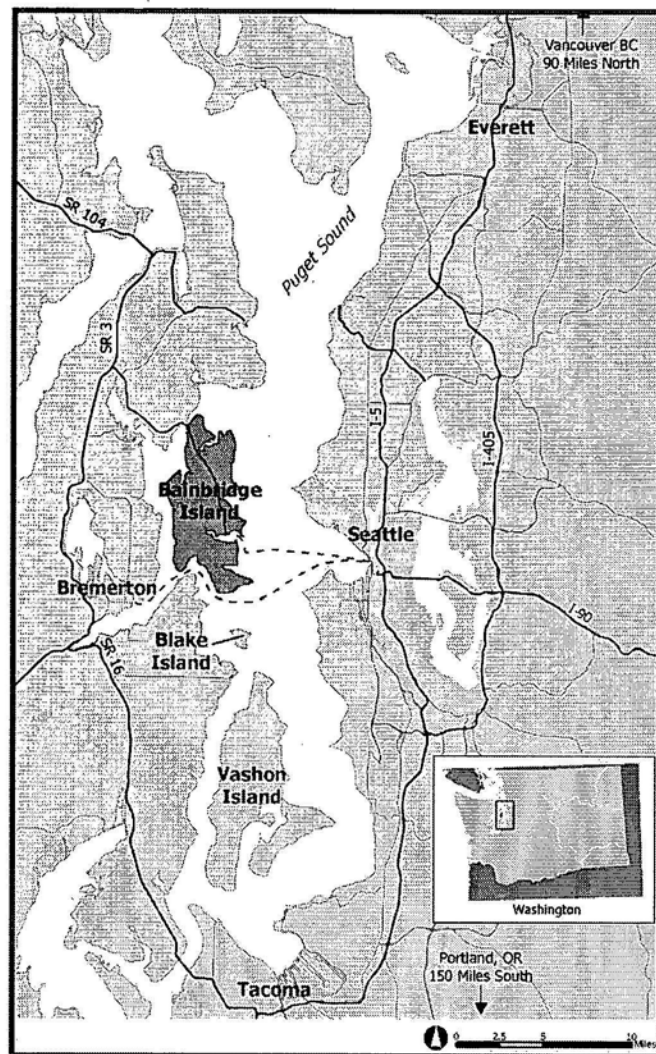 Vancouver BC
90 Miles North
Everett
SR 104
Puget Sound
SR 3
I-5
I-405
Bainbridge
Island
Seattle
Bremerton
I-90
Blake
Island
SR-16
Vashon
Island
Washington
Portland, OR
150 Miles South
Tacoma
0 2.5 5 10
Miles